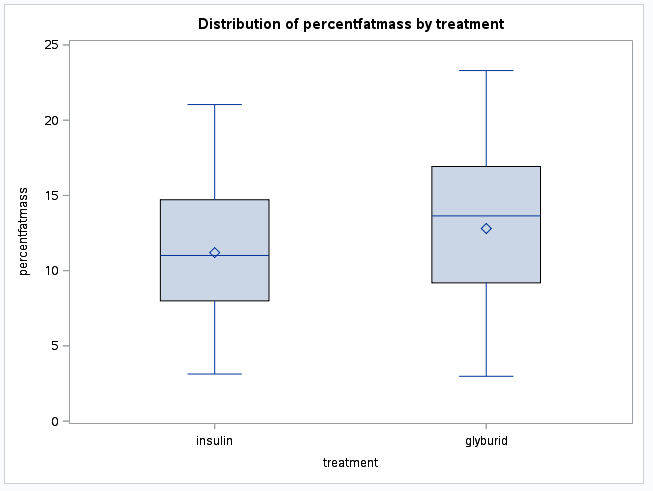 Distribution of percentfatmass by treatment
25
20
15
10
5
0
percentfatmass
insulin
glyburid
treatment